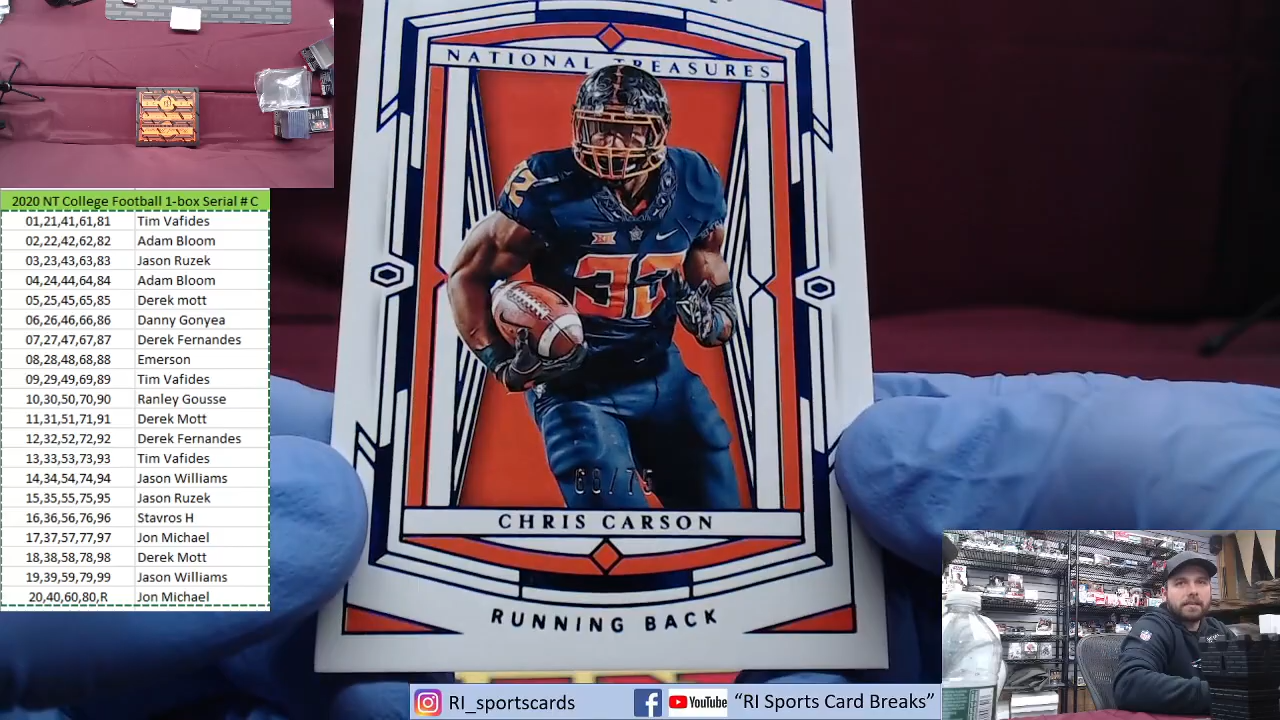 NATIONAL TREASURES
32
CHRIS CARSON
RUNNING BACK
2020 NT College Football 1-box Serial # C
01,21,41,61,81 Tim Vafides
02,22,42,62,82 Adam Bloom
03,23,43,63,83 Jason Ruzek
04,24,44,64,84 Adam Bloom
05,25,45,65,85 Derek mott
06,26,46,66,86 Danny Gonyea
07,27,47,67,87 Derek Fernandes
08,28,48,68,88 Emerson
09,29,49,69,89 Tim Vafides
10,30,50,70,90 Ranley Gousse
11,31,51,71,91 Derek Mott
12,32,52,72,92 Derek Fernandes
13,33,53,73,93 Tim Vafides
14,34,54,74,94 Jason Williams
15,35,55,75,95 Jason Ruzek
16,36,56,76,96 Stavros H
17,37,57,77,97 Jon Michael
18,38,58,78,98 Derek Mott
19,39,59,79,99 Jason Williams
20,40,60,80,R Jon Michael
RI_sportscards YouTube "RI Sports Card Breaks"